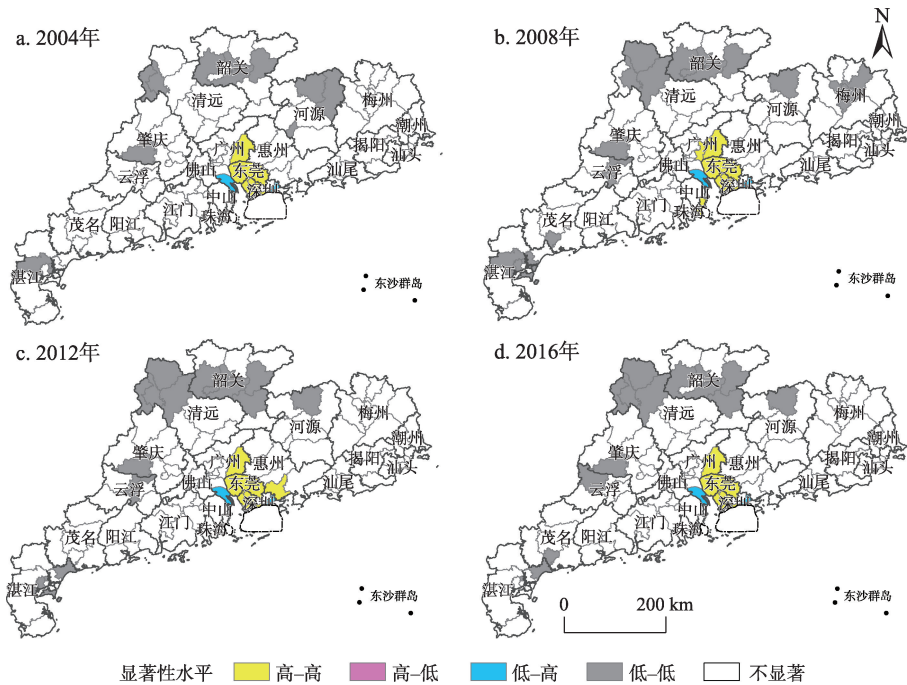 a. 2004年
韶关
清远
河源
梅州
潮州
肇庆
广州
惠州
揭阳
汕头
云浮
佛山
东莞
汕尾
深圳
中山
江门
珠海
茂名
阳江
湛江
东沙群岛
b. 2008年
N
韶关
清远
河源
梅州
潮州
肇庆
广州
惠州
揭阳
汕头
云浮
佛山
东莞
汕尾
深圳
中山
江门
珠海
茂名
阳江
湛江
东沙群岛
c. 2012年
韶关
清远
河源
梅州
潮州
肇庆
广州
惠州
揭阳
汕头
云浮
佛山
东莞
汕尾
深圳
中山
江门
珠海
茂名
阳江
湛江
东沙群岛
d. 2016年
韶关
清远
河源
梅州
潮州
肇庆
广州
惠州
揭阳
汕头
云浮
佛山
东莞
汕尾
深圳
中山
江门
珠海
茂名
阳江
湛江
东沙群岛
0 200 km
显著性水平 高–高 高–低 低–高 低–低 不显著